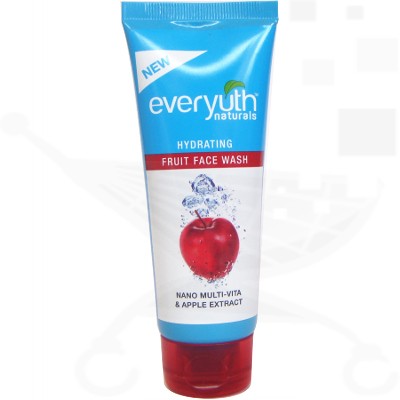 NEW
everyuth
naturals
HYDRATING
FRUIT FACE WASH
NANO MULTI-VITA
& APPLE EXTRACT